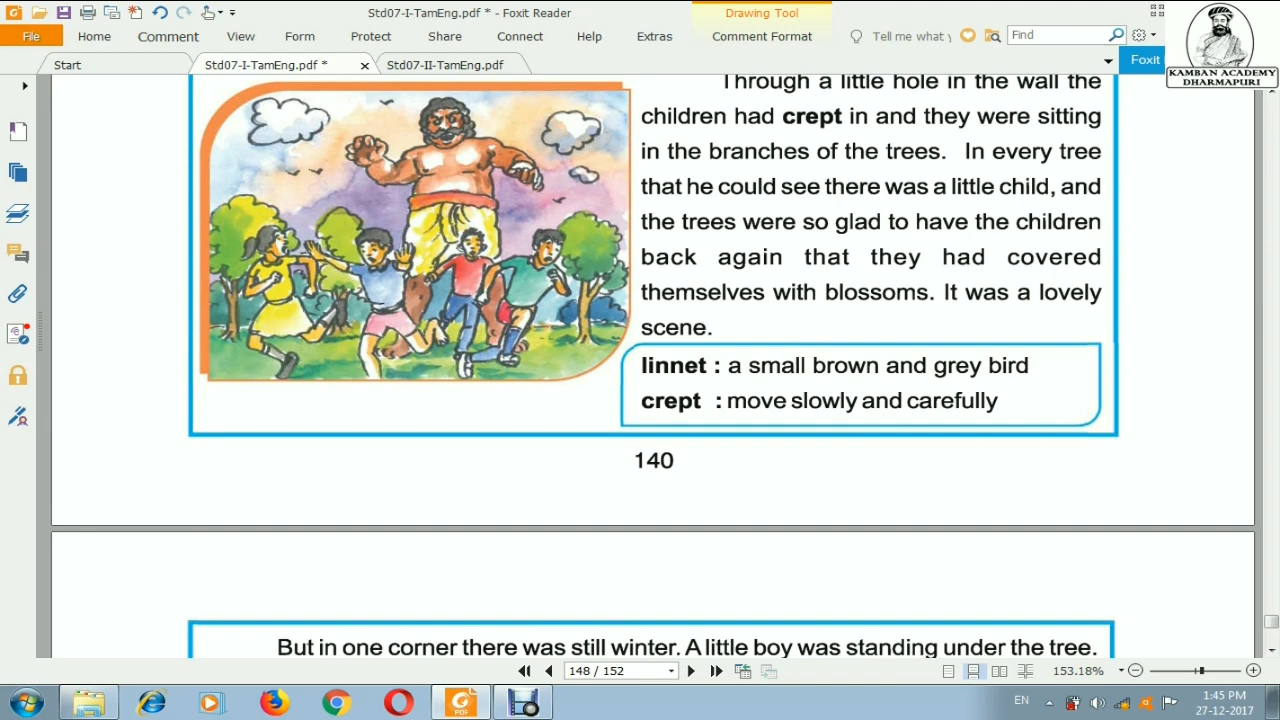 Std07-I-TamEng.pdf * - Foxit Reader
Drawing Tool
File Home Comment View Form Protect Share Connect Help Extras Comment Format Tell me what y Find
Start Std07-I-TamEng.pdf * x Std07-II-TamEng.pdf Foxit
KAMBAN ACADEMY
DHARMAPURI
Through a little hole in the wall the
children had crept in and they were sitting
in the branches of the trees. In every tree
that he could see there was a little child, and
the trees were so glad to have the children
back again that they had covered
themselves with blossoms. It was a lovely
scene.
linnet : a small brown and grey bird
crept : move slowly and carefully
140
But in one corner there was still winter. A little boy was standing under the tree.
148 / 152 153.18%
PDF
EN 1:45 PM
27-12-2017